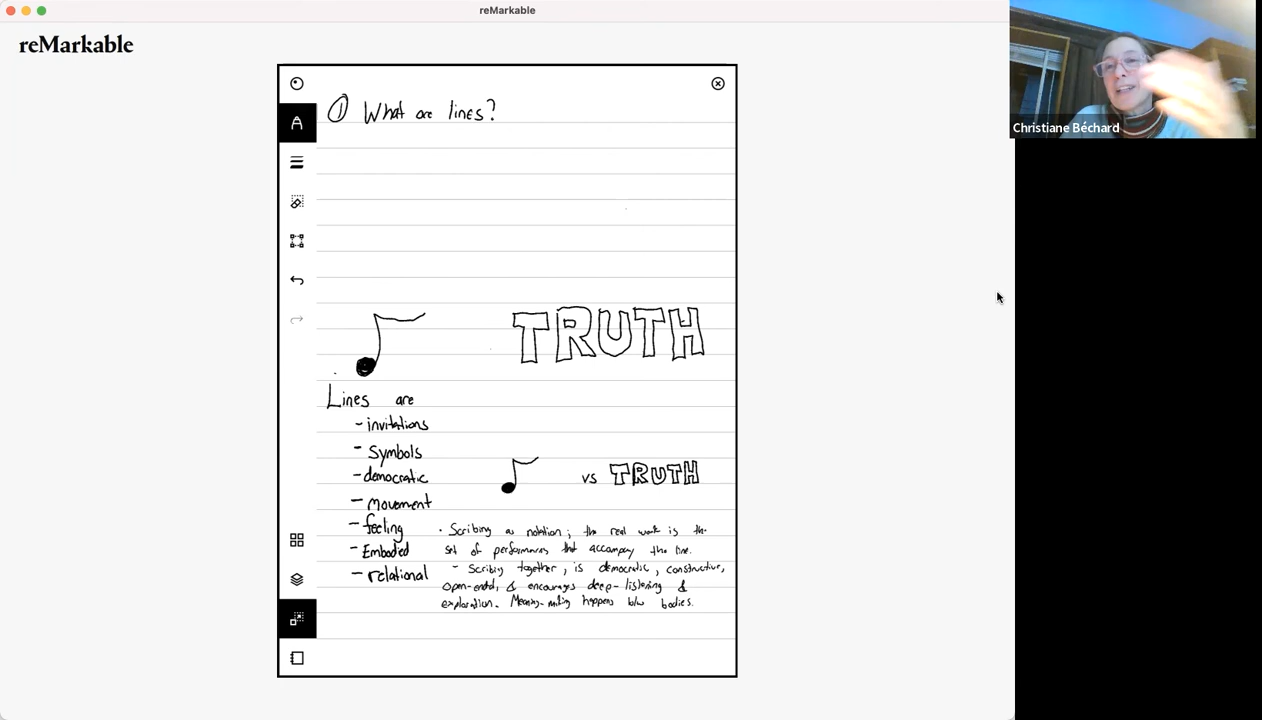 reMarkable
reMarkable
Christiane Béchard
① What are lines?
TRUTH
Lines are
- invitations
- Symbols
- democratic
- movement
- feeling
- Embodied
- relational
vs TRUTH
· Scribing as notation; the real work is the
set of performances that accompany the line.
- Scribing together, is democratic, constructive,
open-ended, & encourages deep-listening &
exploration. Meaning-making happens b/w bodies.